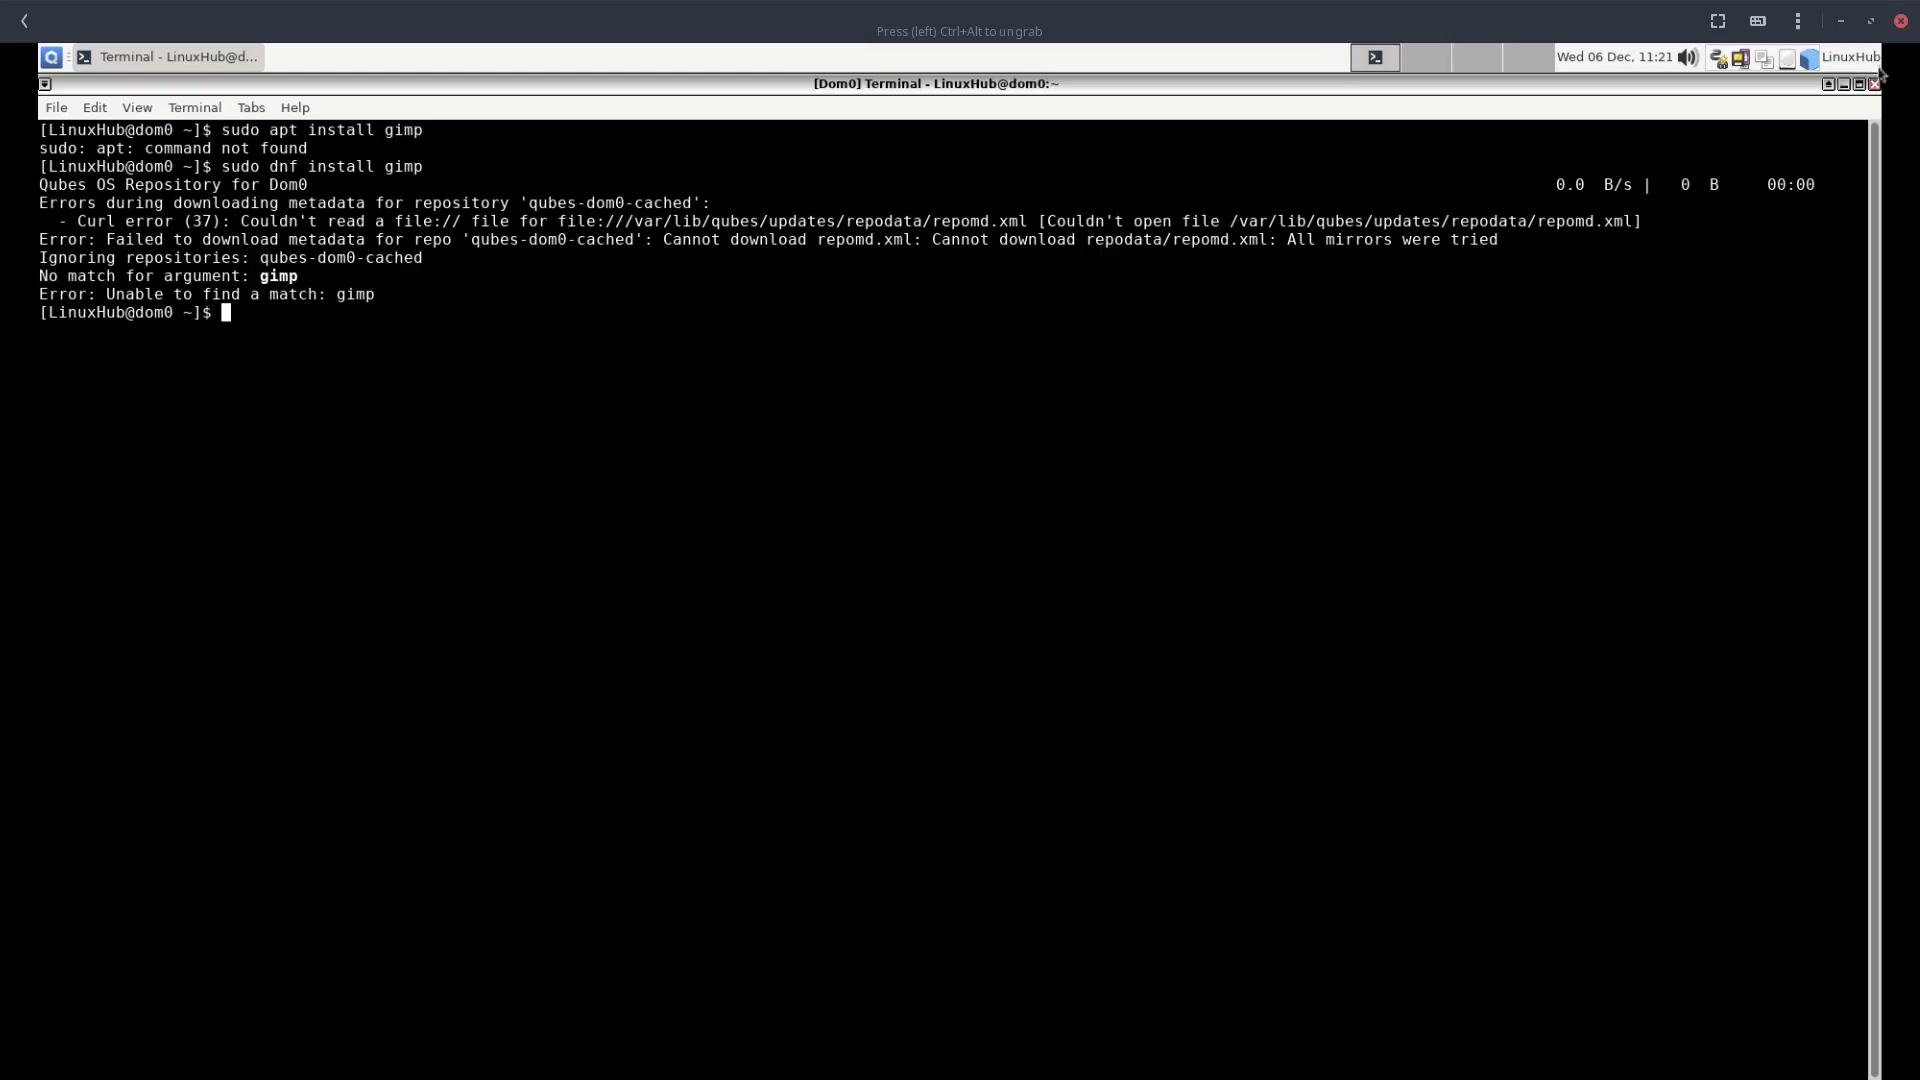 Press (left) Ctrl+Alt to ungrab
Terminal - LinuxHub@d...
Wed 06 Dec, 11:21
LinuxHub
[Dom0] Terminal - LinuxHub@dom0:~
File Edit View Terminal Tabs Help
[LinuxHub@dom0 ~]$ sudo apt install gimp
sudo: apt: command not found
[LinuxHub@dom0 ~]$ sudo dnf install gimp
Qubes OS Repository for Dom0 0.0 B/s | 0 B 00:00
Errors during downloading metadata for repository 'qubes-dom0-cached':
- Curl error (37): Couldn't read a file:// file for file:///var/lib/qubes/updates/repodata/repomd.xml [Couldn't open file /var/lib/qubes/updates/repodata/repomd.xml]
Error: Failed to download metadata for repo 'qubes-dom0-cached': Cannot download repomd.xml: Cannot download repodata/repomd.xml: All mirrors were tried
Ignoring repositories: qubes-dom0-cached
No match for argument: gimp
Error: Unable to find a match: gimp
[LinuxHub@dom0 ~]$